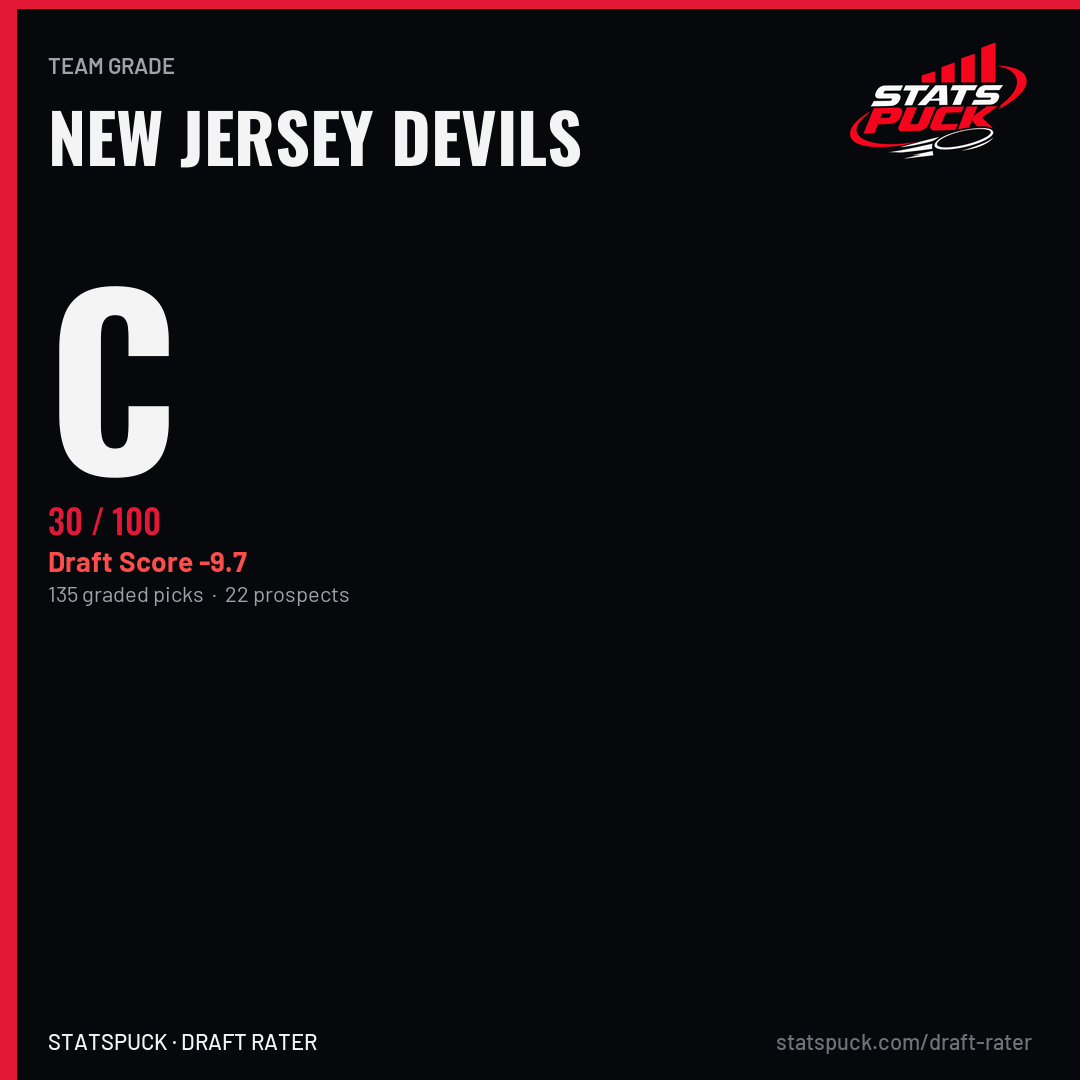 TEAM GRADE
NEW JERSEY DEVILS
STATS
PUCK
C
30 / 100
Draft Score -9.7
135 graded picks · 22 prospects
STATSPUCK · DRAFT RATER
statspuck.com/draft-rater